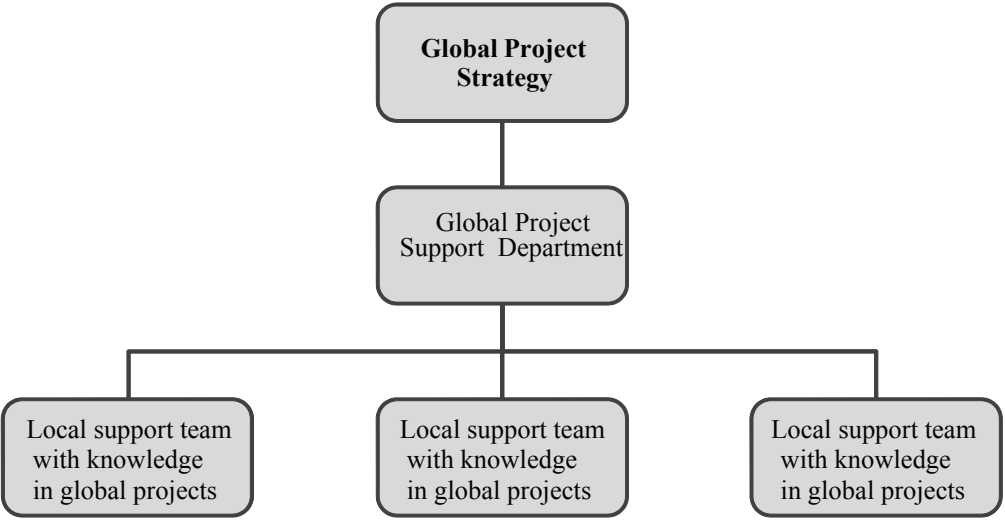 Global Project
Strategy
Global Project
Support Department
Local support team
with knowledge
in global projects
Local support team
with knowledge
in global projects
Local support team
with knowledge
in global projects